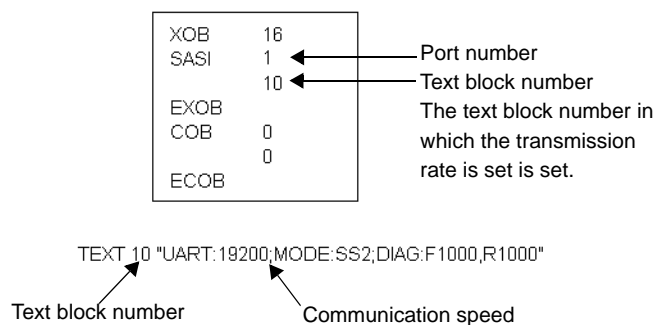 XOB 16
SASI 1
10
EXOB
COB 0
0
ECOB
Port number
Text block number
The text block number in
which the transmission
rate is set is set.
TEXT 10 "UART:19200;MODE:SS2;DIAG:F1000,R1000"
Text block number
Communication speed